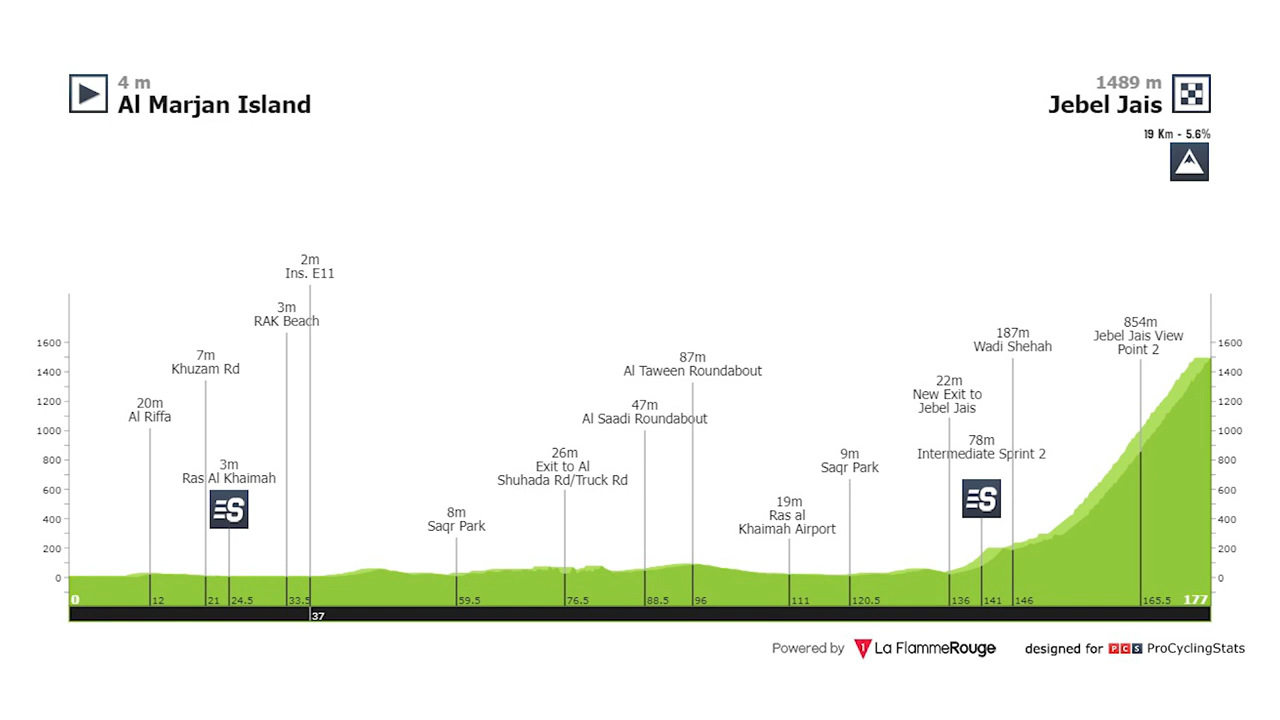 4 m
Al Marjan Island
1489 m
Jebel Jais
19 Km - 5.6%
2m
Ins. E11
3m
RAK Beach
7m
Khuzam Rd
20m
Al Riffa
3m
Ras Al Khaimah
S
8m
Saqr Park
26m
Exit to Al
Shuhada Rd/Truck Rd
47m
Al Saadi Roundabout
87m
Al Taween Roundabout
19m
Ras al
Khaimah Airport
9m
Saqr Park
22m
New Exit to
Jebel Jais
78m
Intermediate Sprint 2
S
187m
Wadi Shehah
854m
Jebel Jais View
Point 2
1600
1400
1200
1000
800
600
400
200
0
1600
1400
1200
1000
800
600
400
200
0
0 12 21 24.5 33.5 59.5 76.5 88.5 96 111 120.5 136 141 146 165.5 177
37
Powered by La FlammeRouge designed for PCS ProCyclingStats